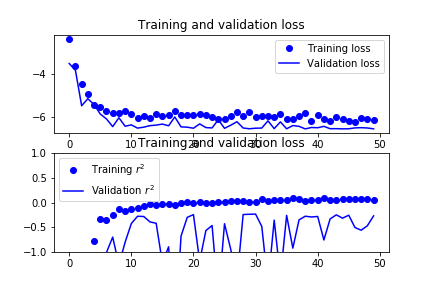 Training and validation loss
−4
−6
Training loss
Validation loss
0 10 20 30 40 50
Training and validation loss
1.0
0.5
0.0
−0.5
−1.0
Training r²
Validation r²
0 10 20 30 40 50